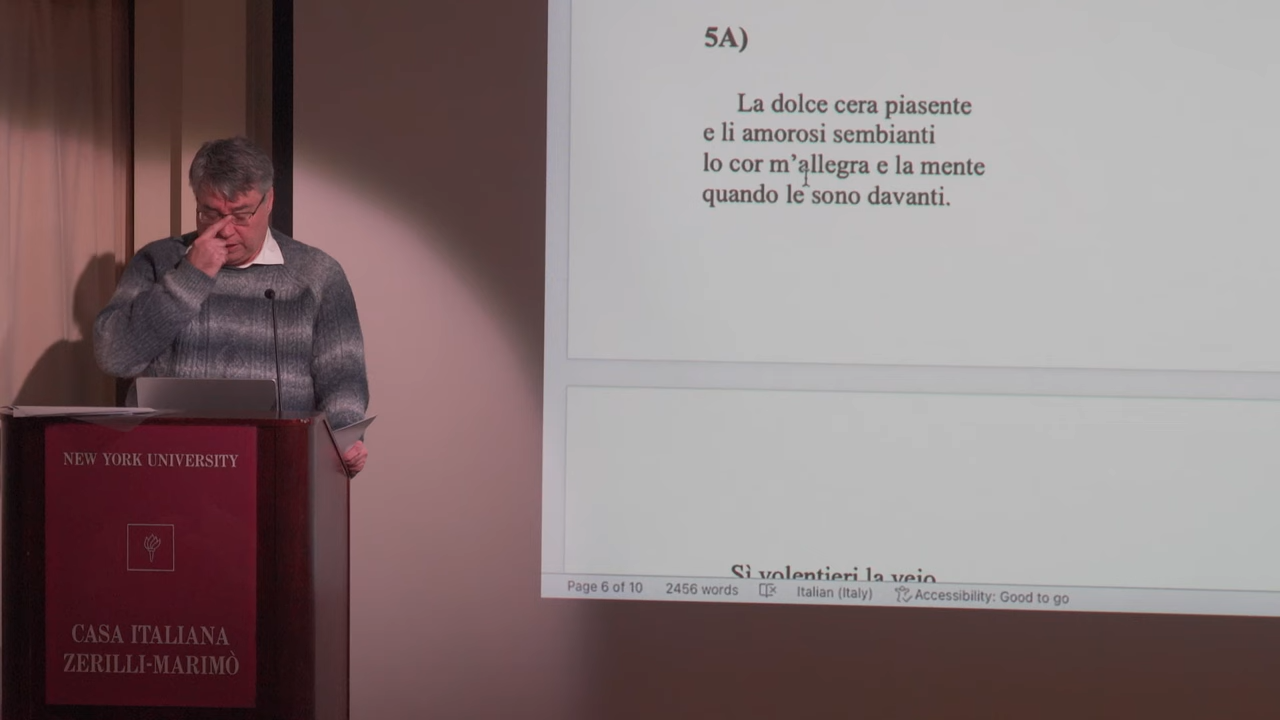 5A)
La dolce cera piasente
e li amorosi sembianti
lo cor m'allegra e la mente
quando le sono davanti.
Sì volentieri la veio
Page 6 of 10 2456 words Italian (Italy) Accessibility: Good to go
NEW YORK UNIVERSITY
CASA ITALIANA
ZERILLI-MARIMÒ